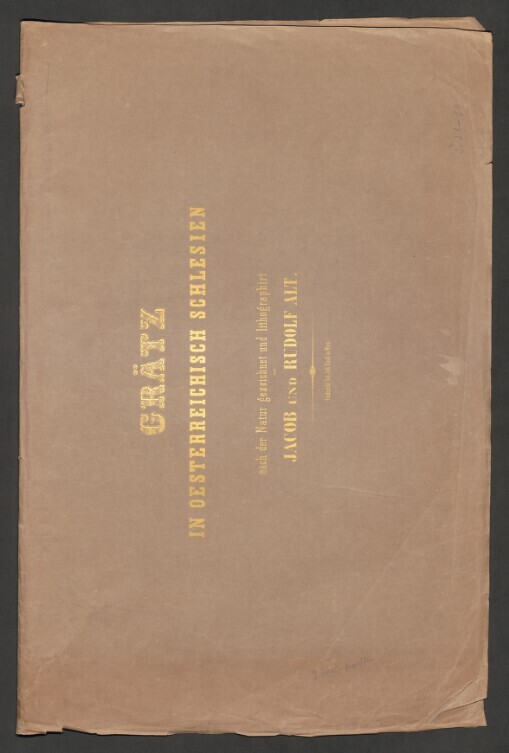 GRÄTZ
IN OESTERREICHISCH SCHLESIEN
nach der Natur gezeichnet und lithographirt
JACOB UND RUDOLF ALT.